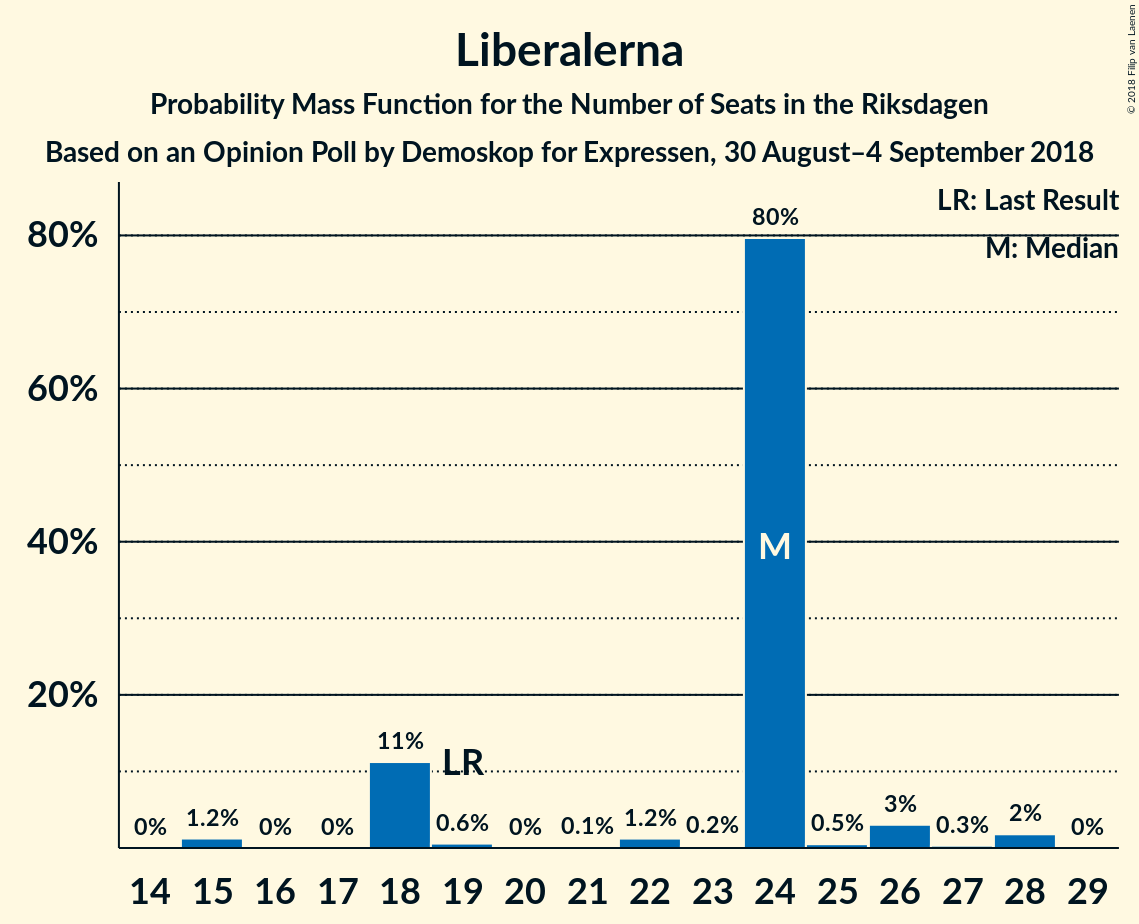 Liberalerna
Probability Mass Function for the Number of Seats in the Riksdagen
Based on an Opinion Poll by Demoskop for Expressen, 30 August–4 September 2018
© 2018 Filip van Laenen
LR: Last Result
M: Median
80%
60%
40%
20%
0%
1.2%
0%
0%
11%
0.6%
0%
0.1%
1.2%
0.2%
80%
0.5%
3%
0.3%
2%
0%
LR
M
14 15 16 17 18 19 20 21 22 23 24 25 26 27 28 29